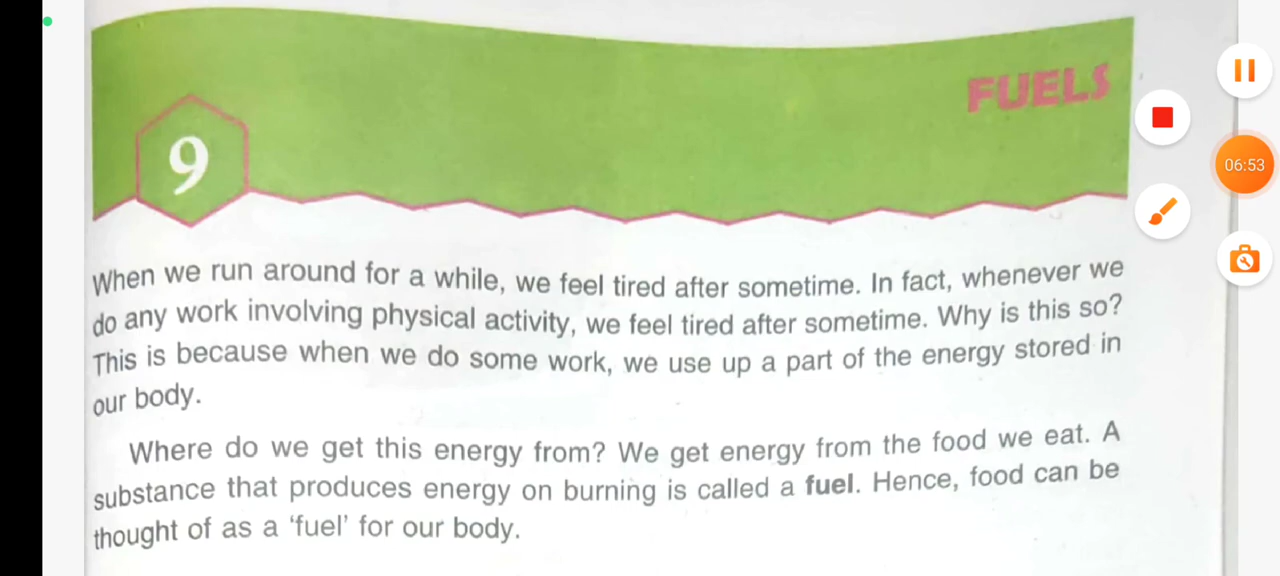 FUELS
9
06:53
When we run around for a while, we feel tired after sometime. In fact, whenever we
do any work involving physical activity, we feel tired after sometime. Why is this so?
This is because when we do some work, we use up a part of the energy stored in
our body.
Where do we get this energy from? We get energy from the food we eat. A
substance that produces energy on burning is called a fuel. Hence, food can be
thought of as a ‘fuel’ for our body.